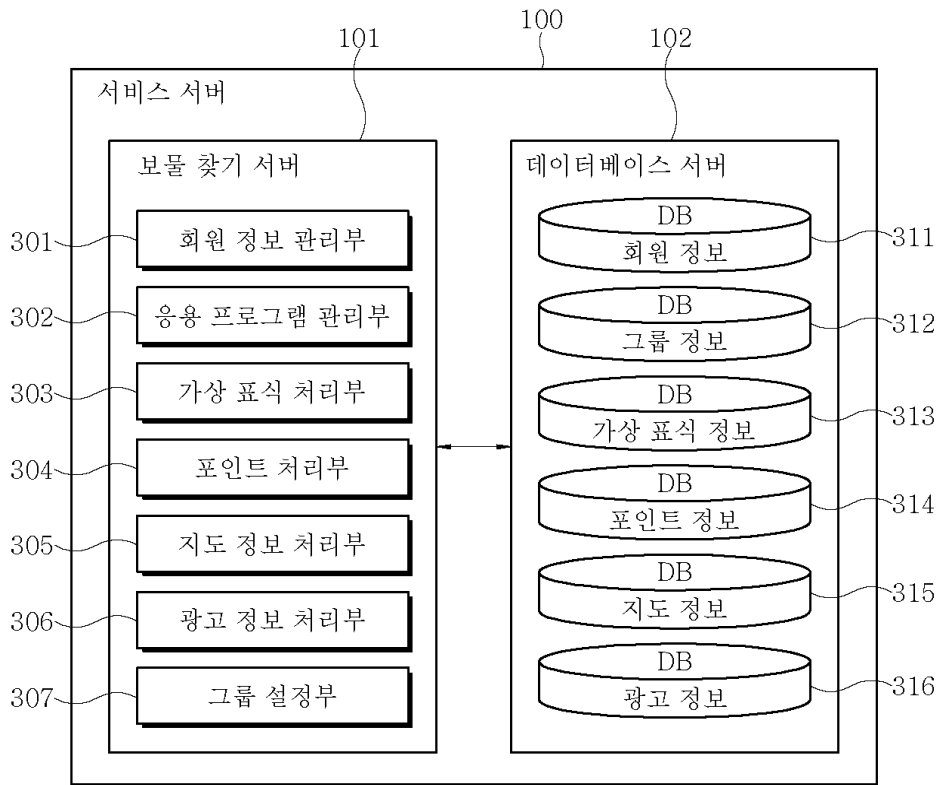 100
101
102
서비스 서버
보물 찾기 서버
301
회원 정보 관리부
302
응용 프로그램 관리부
303
가상 표식 처리부
304
포인트 처리부
305
지도 정보 처리부
306
광고 정보 처리부
307
그룹 설정부
데이터베이스 서버
DB
회원 정보
311
DB
그룹 정보
312
DB
가상 표식 정보
313
DB
포인트 정보
314
DB
지도 정보
315
DB
광고 정보
316